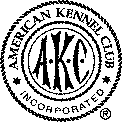 AMERICAN KENNEL CLUB
A·K·C
INCORPORATED
®